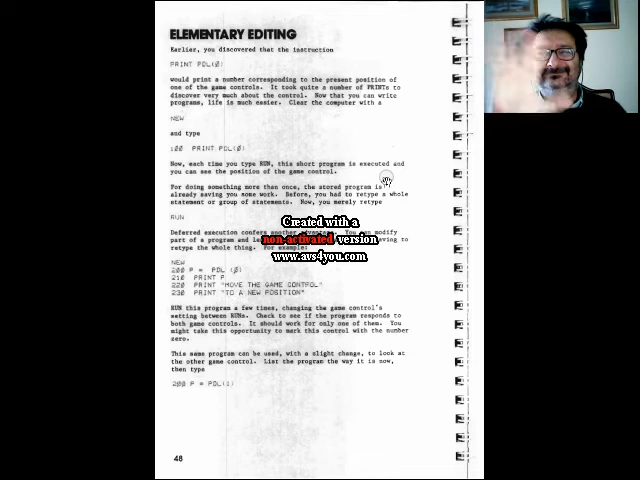 ELEMENTARY EDITING
Earlier, you discovered that the instruction
PRINT PDL(0)
would print a number corresponding to the present position of
one of the game controls. It took quite a number of PRINTs to
discover very much about the control. Now that you can write
programs, life is much easier. Clear the computer with a
NEW
and type
100 PRINT PDL(0)
Now, each time you type RUN, this short program is executed and
you can see the position of the game control.
For doing something more than once, the stored program is
already saving you some work. Before, you had to retype a whole
statement or group of statements. Now, you merely retype
RUN
Deferred execution confers another advantage. You can modify
part of a program and having to
retype the whole thing. For example:
Created with a
non-activated version
www.avs4you.com
NEW
200 P = PDL (0)
210 PRINT P
220 PRINT "MOVE THE GAME CONTROL"
230 PRINT "TO A NEW POSITION"
RUN this program a few times, changing the game control's
setting between RUNs. Check to see if the program responds to
both game controls. It should work for only one of them. You
might take this opportunity to mark this control with the number
zero.
This same program can be used, with a slight change, to look at
the other game control. List the program the way it is now,
then type
200 P = PDL(1)
48